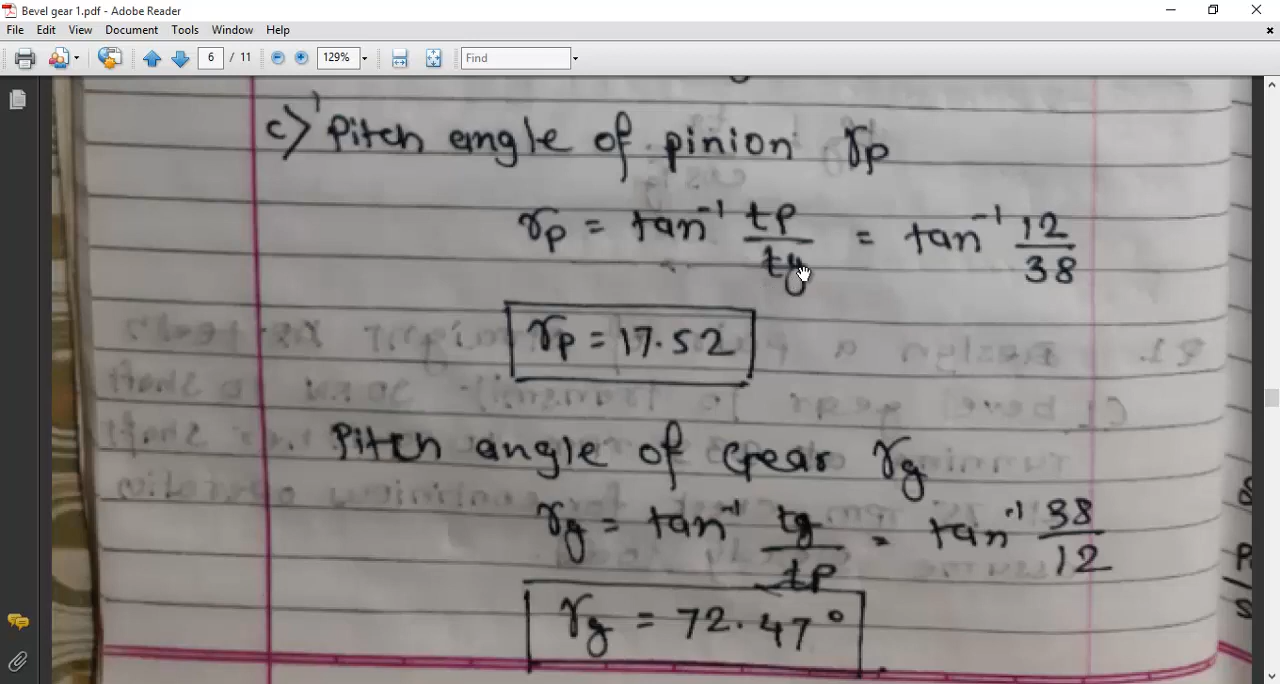 Bevel gear 1.pdf - Adobe Reader
File Edit View Document Tools Window Help
6 / 11 129% Find
c) Pitch emgle of pinion γp
γp = tan⁻¹ tp/tg = tan⁻¹ 12/38
γp = 17.52
Pitch angle of Gear γg
γg = tan⁻¹ tg/tp = tan⁻¹ 38/12
γg = 72.47°